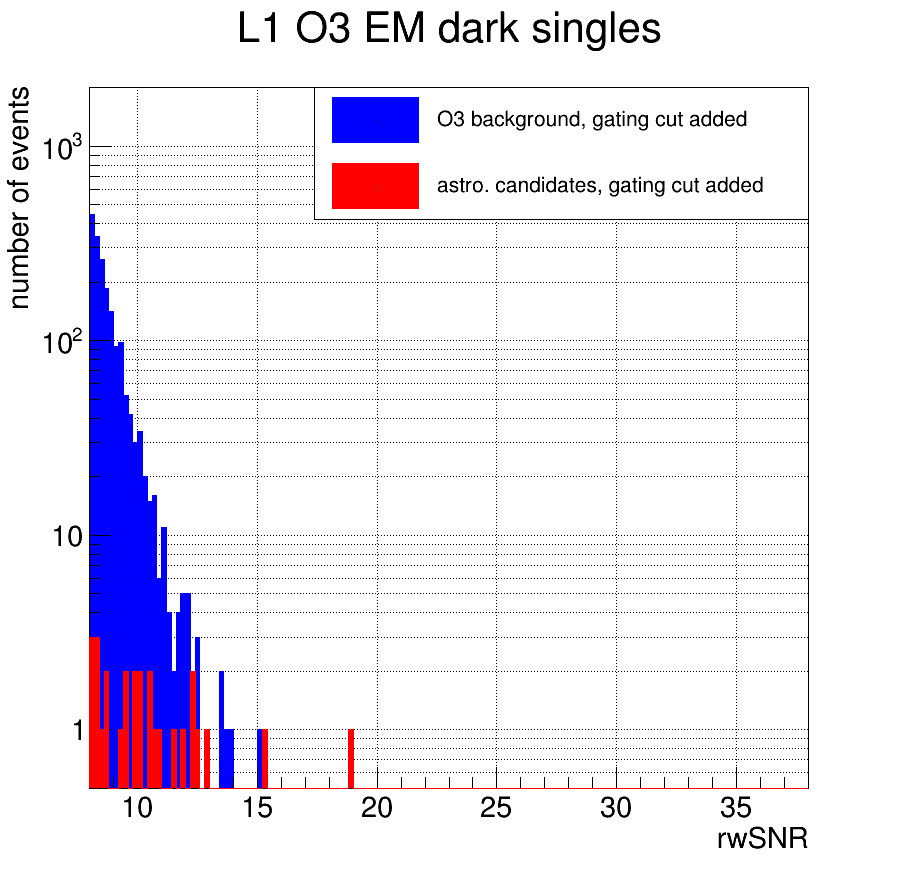 L1 O3 EM dark singles
number of events
O3 background, gating cut added
astro. candidates, gating cut added
10³
10²
10
1
10 15 20 25 30 35
rwSNR